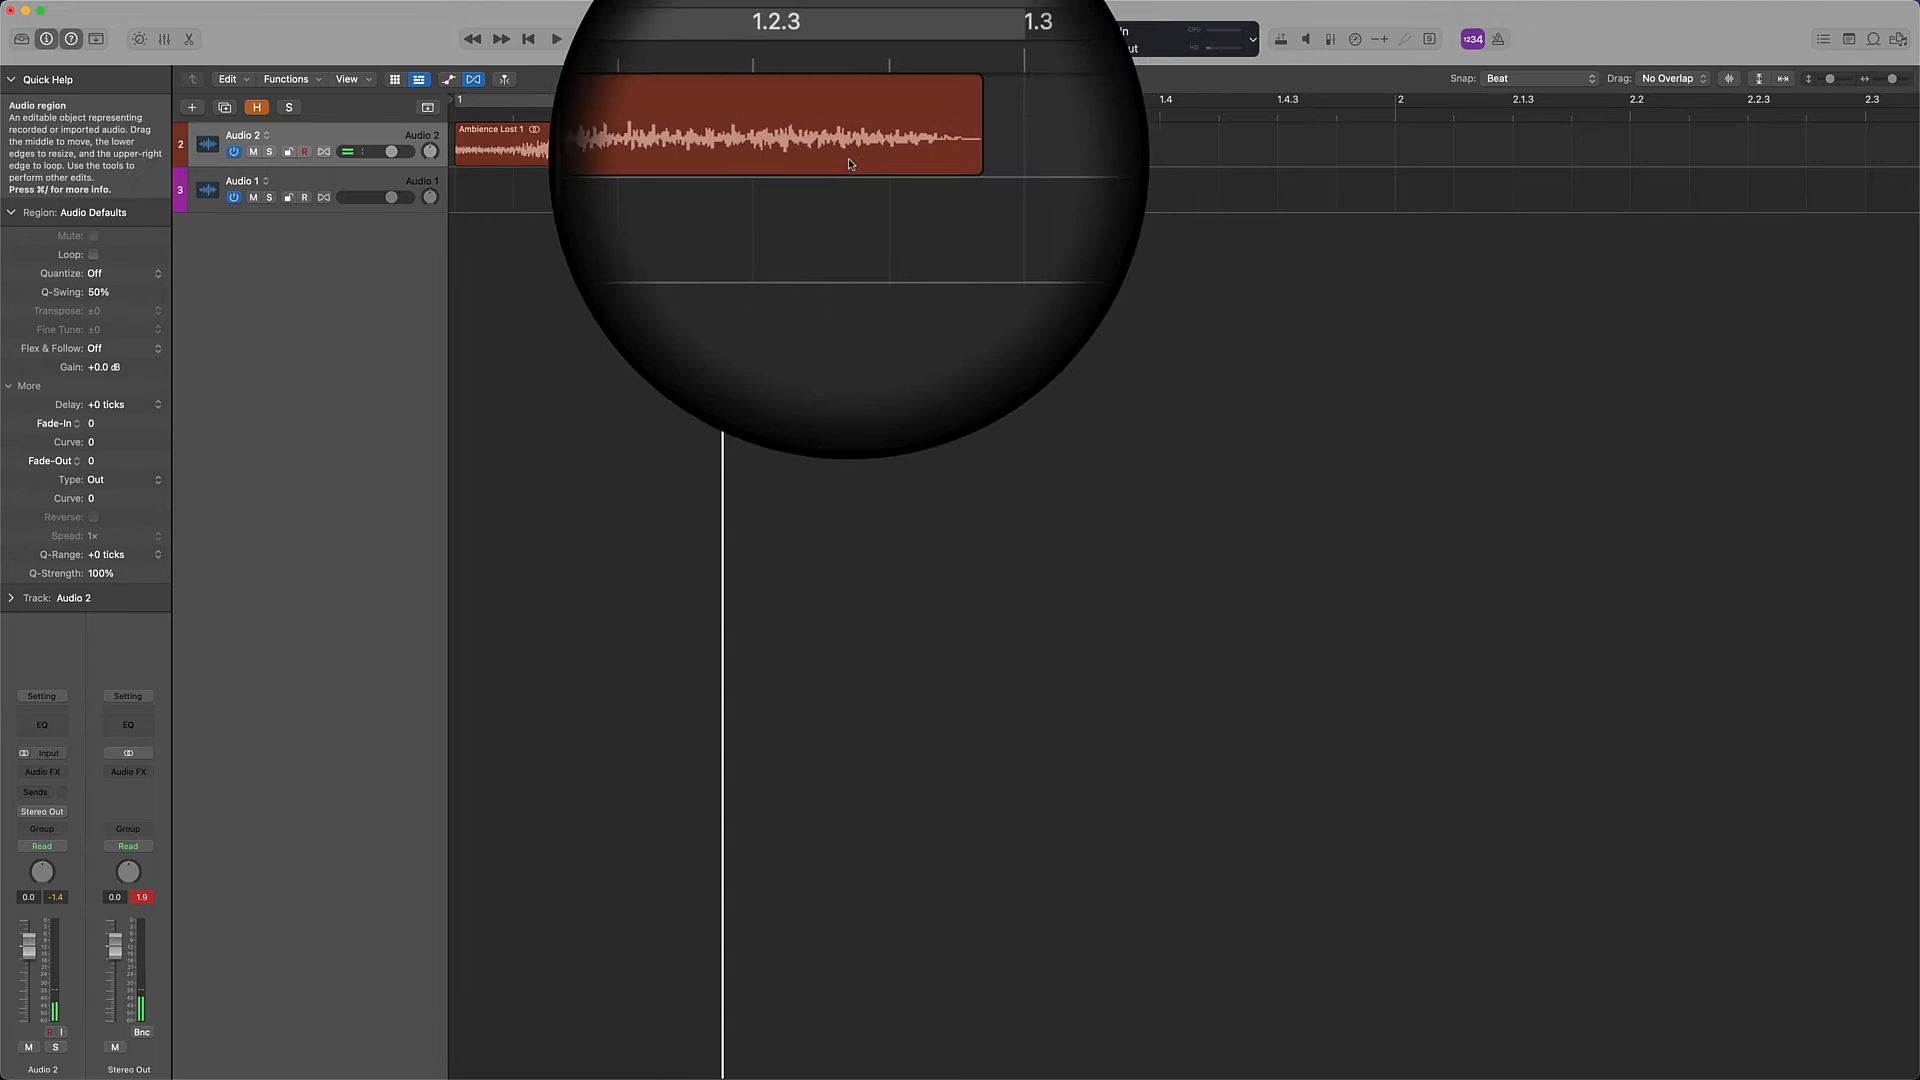 1.2.3 1.3
In CPU
ut HD
1234
Quick Help
Edit Functions View
Snap: Beat Drag: No Overlap
Audio region
An editable object representing
recorded or imported audio. Drag
the middle to move, the lower
edges to resize, and the upper-right
edge to loop. Use the tools to
perform other edits.
Press ⌘/ for more info.
H S
1 1.4 1.4.3 2 2.1.3 2.2 2.2.3 2.3
2 Audio 2 Audio 2
M S R
Ambience Lost 1
3 Audio 1 Audio 1
M S R
Region: Audio Defaults
Mute:
Loop:
Quantize: Off
Q-Swing: 50%
Transpose: ±0
Fine Tune: ±0
Flex & Follow: Off
Gain: +0.0 dB
More
Delay: +0 ticks
Fade-In 0
Curve: 0
Fade-Out 0
Type: Out
Curve: 0
Reverse:
Speed: 1×
Q-Range: +0 ticks
Q-Strength: 100%
Track: Audio 2
Setting Setting
EQ EQ
Input
Audio FX Audio FX
Sends
Stereo Out
Group Group
Read Read
0.0 -1.4 0.0 1.9
R I Bnc
M S M
Audio 2 Stereo Out